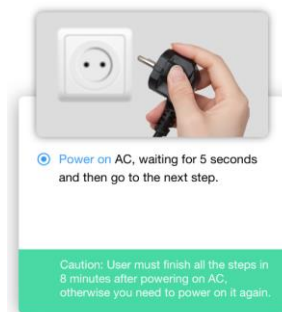 Power on AC, waiting for 5 seconds
and then go to the next step.
Caution: User must finish all the steps in
8 minutes after powering on AC,
otherwise you need to power on it again.